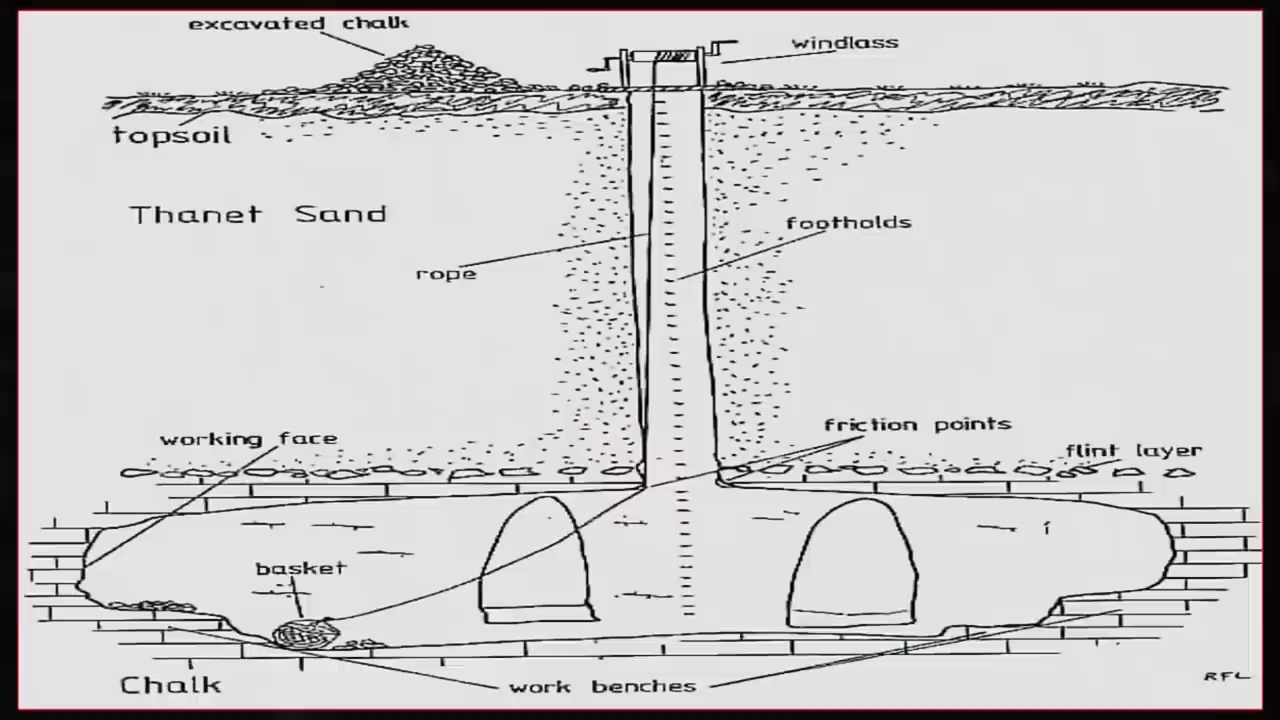 excavated chalk
windlass
topsoil
Thanet Sand
footholds
rope
friction points
working face
flint layer
basket
Chalk
work benches
RFL